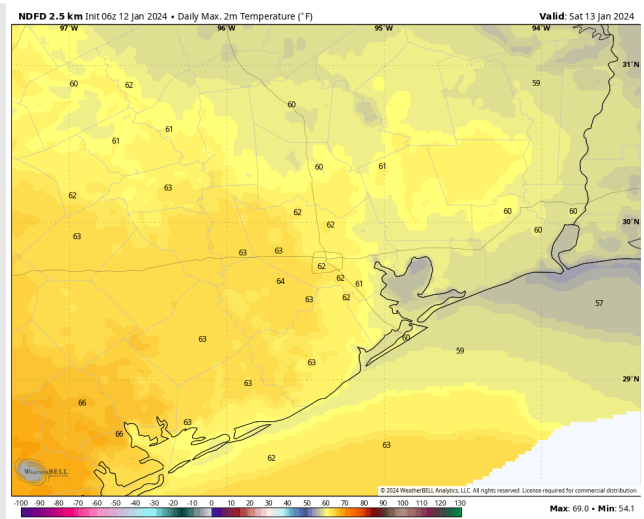 NDFD 2.5 km Init 06z 12 Jan 2024 • Daily Max. 2m Temperature (°F)
Valid: Sat 13 Jan 2024
97°W 96°W 95°W 94°W
31°N
60 62 59
60
61
61
60 61
63
62
62 60 60
62 60
30°N
63
63 63
62
64 62 61
63 62
60
57
63
59
63
63
29°N
66
63
66
63
62
WEATHERBELL
© 2024 WeatherBELL Analytics, LLC. All rights reserved. License required for commercial distribution.
-100 -90 -80 -70 -60 -50 -40 -30 -20 -10 0 10 20 30 40 50 60 70 80 90 100 110 120 130
Max: 69.0 • Min: 54.1